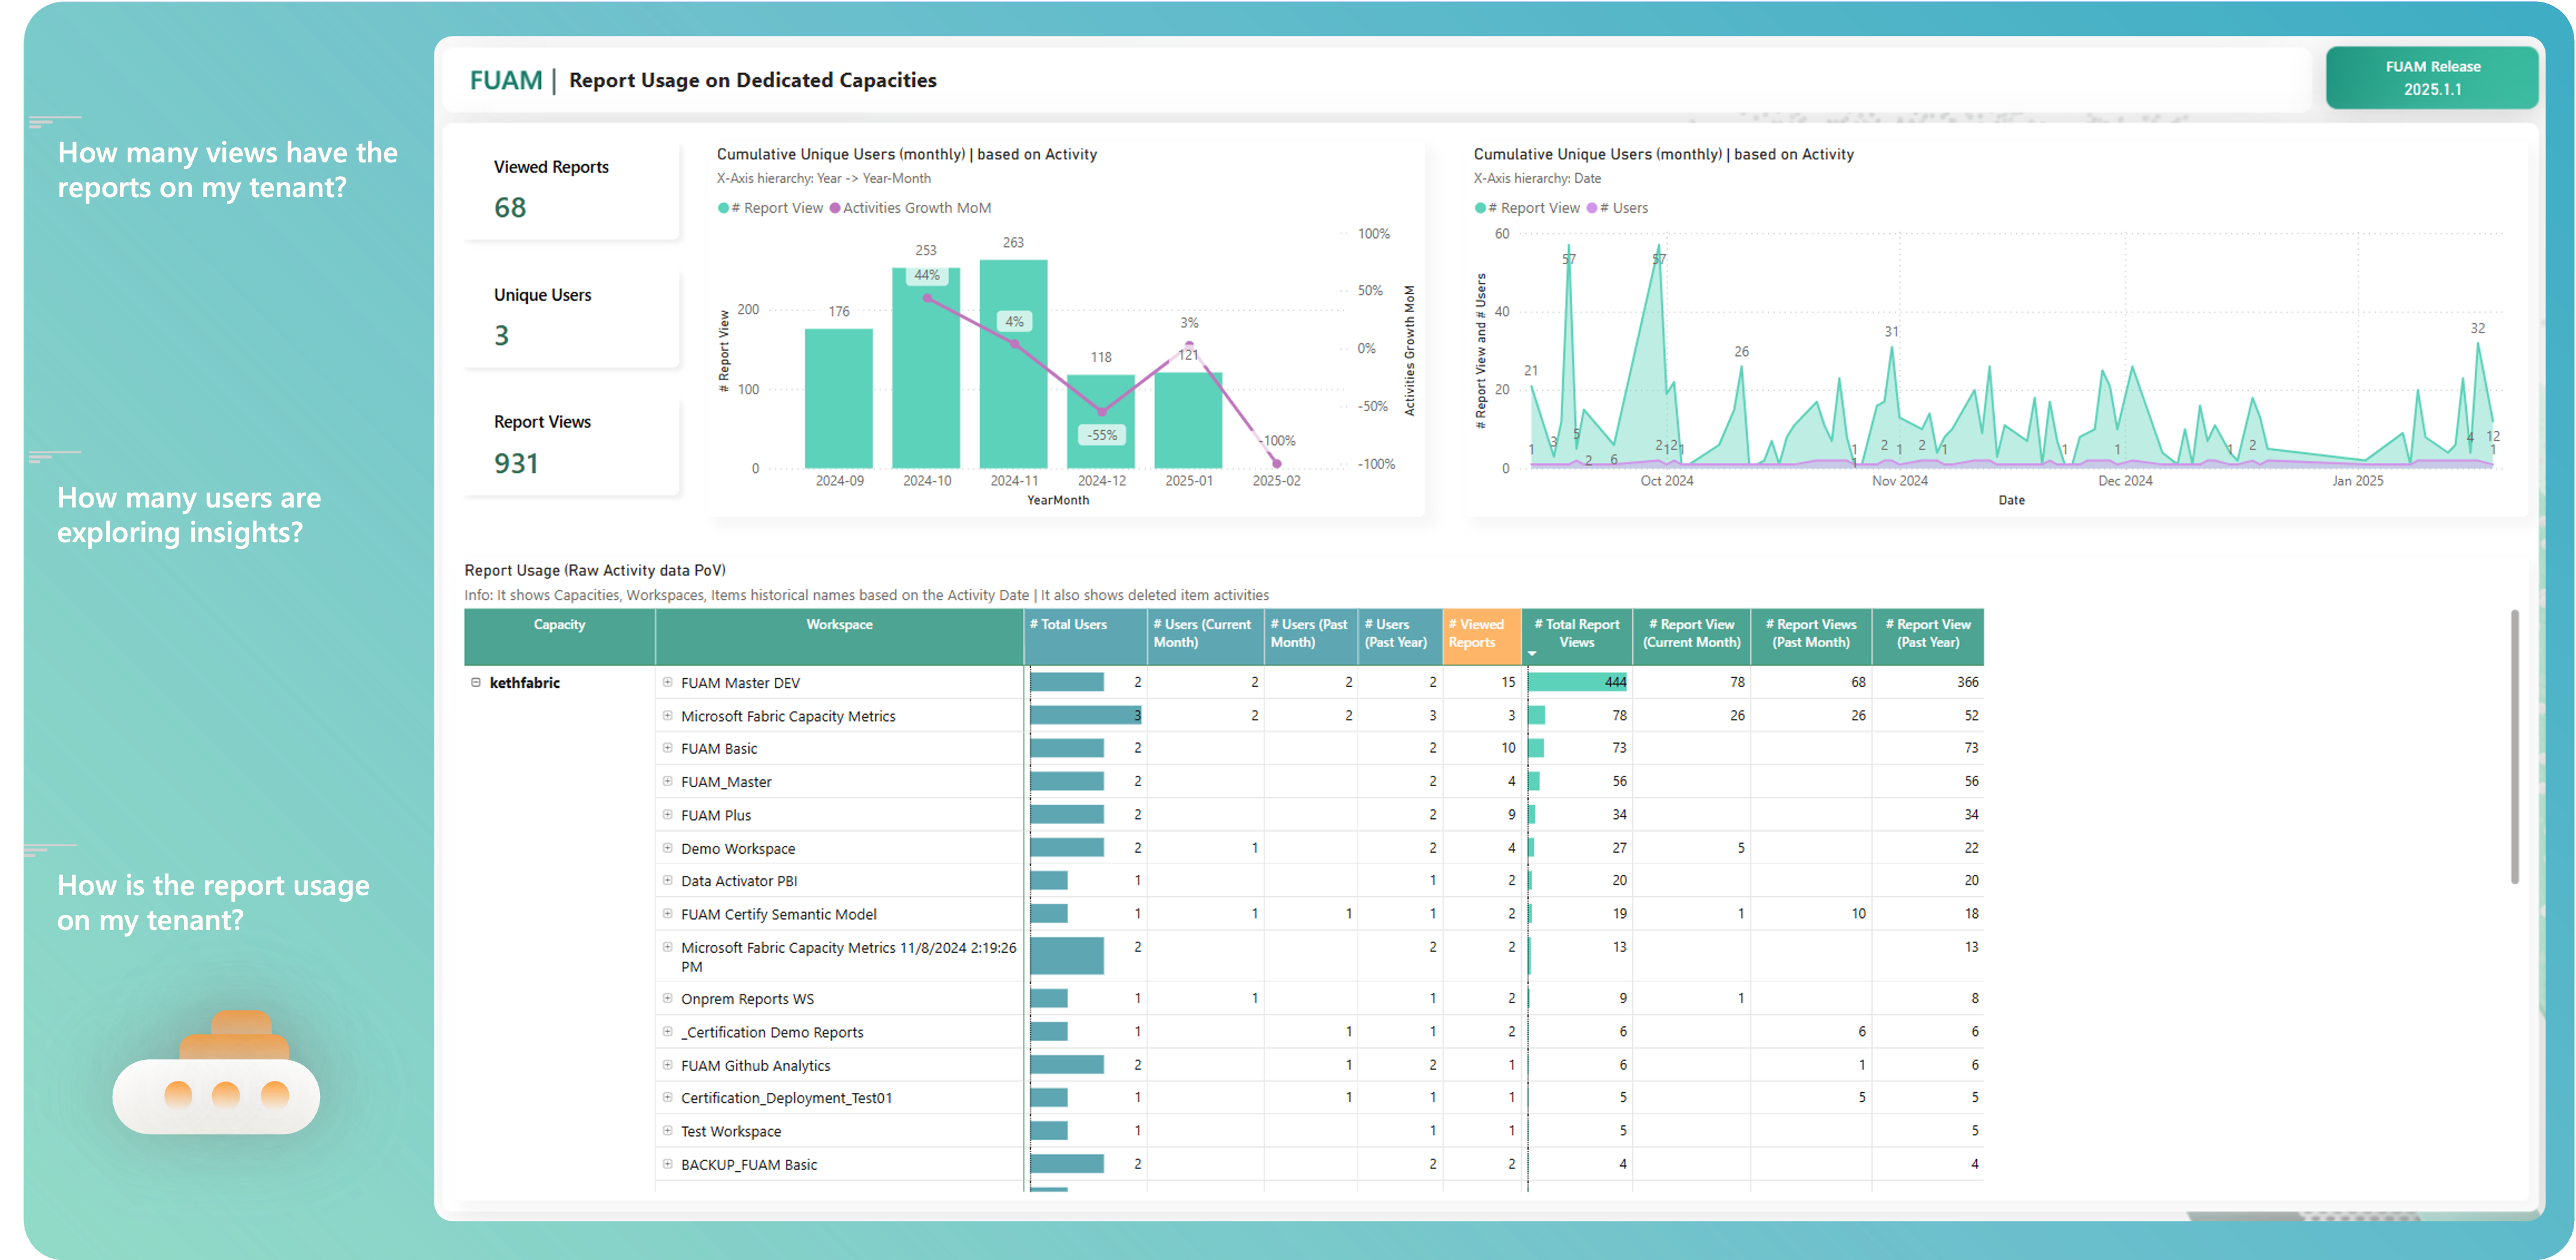 How many views have the
reports on my tenant?
How many users are
exploring insights?
How is the report usage
on my tenant?
FUAM | Report Usage on Dedicated Capacities
FUAM Release
2025.1.1
Viewed Reports
68
Unique Users
3
Report Views
931
Cumulative Unique Users (monthly) | based on Activity
X-Axis hierarchy: Year -> Year-Month
# Report View Activities Growth MoM
# Report View
200
100
0
176
253
44%
263
4%
118
-55%
3%
121
-100%
100%
50%
0%
-50%
-100%
Activities Growth MoM
2024-09 2024-10 2024-11 2024-12 2025-01 2025-02
YearMonth
Cumulative Unique Users (monthly) | based on Activity
X-Axis hierarchy: Date
# Report View # Users
# Report View and # Users
60
40
20
0
57 57
26 31 32
21
1 3 5 2 6 2 1 2 1 1 1 2 1 2 1 1 1 1 2 4 12 1
Oct 2024 Nov 2024 Dec 2024 Jan 2025
Date
Report Usage (Raw Activity data PoV)
Info: It shows Capacities, Workspaces, Items historical names based on the Activity Date | It also shows deleted item activities
Capacity Workspace # Total Users # Users (Current Month) # Users (Past Month) # Users (Past Year) # Viewed Reports # Total Report Views # Report View (Current Month) # Report Views (Past Month) # Report View (Past Year)
kethfabric FUAM Master DEV 2 2 2 2 15 444 78 68 366
Microsoft Fabric Capacity Metrics 3 2 2 3 3 78 26 26 52
FUAM Basic 2 2 10 73 73
FUAM_Master 2 2 4 56 56
FUAM Plus 2 2 9 34 34
Demo Workspace 2 1 2 4 27 5 22
Data Activator PBI 1 1 2 20 20
FUAM Certify Semantic Model 1 1 1 1 2 19 1 10 18
Microsoft Fabric Capacity Metrics 11/8/2024 2:19:26 2 2 2 13 13
PM
Onprem Reports WS 1 1 1 2 9 1 8
_Certification Demo Reports 1 1 1 2 6 6 6
FUAM Github Analytics 2 1 2 1 6 1 6
Certification_Deployment_Test01 1 1 1 1 5 5 5
Test Workspace 1 1 1 5 5
BACKUP_FUAM Basic 2 2 2 4 4